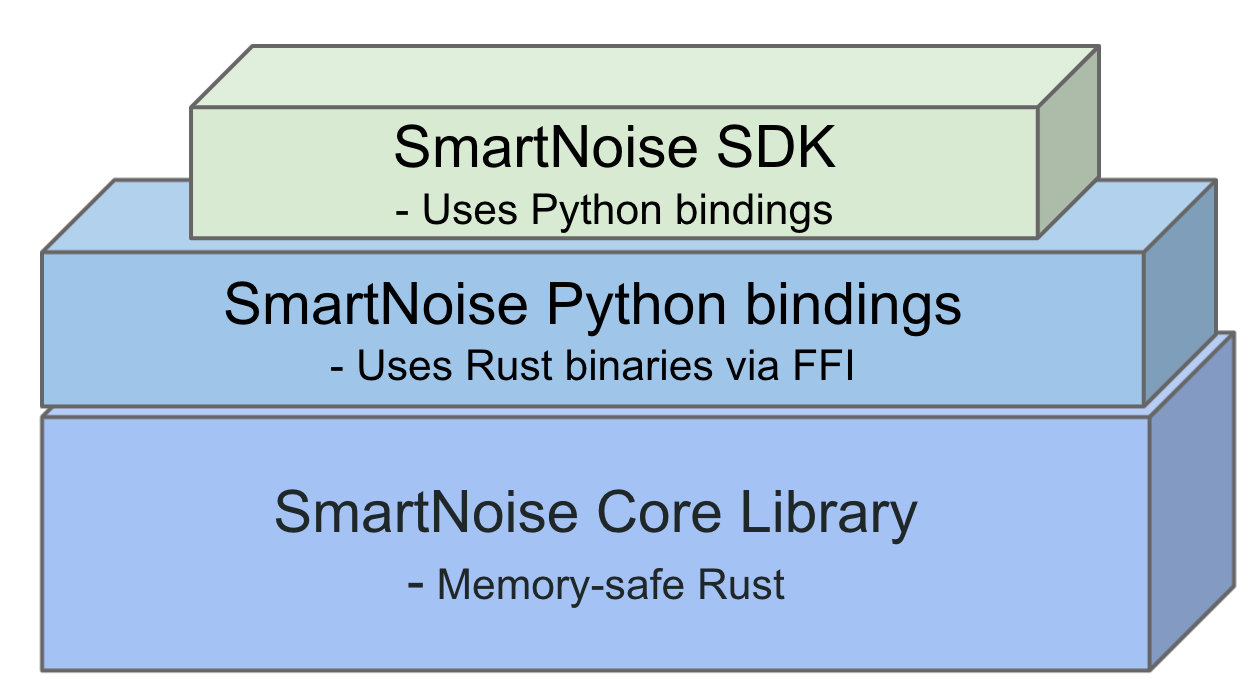 SmartNoise SDK
- Uses Python bindings
SmartNoise Python bindings
- Uses Rust binaries via FFI
SmartNoise Core Library
- Memory-safe Rust